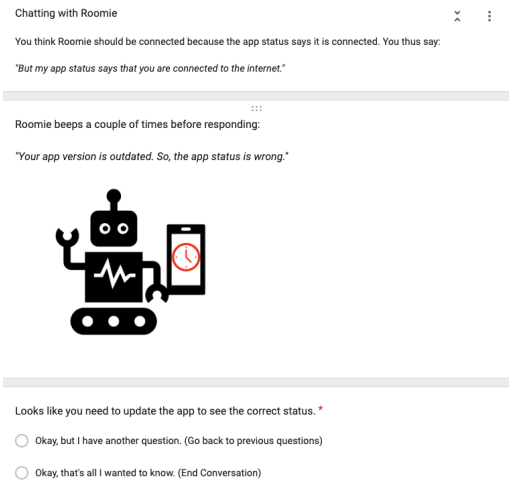 Chatting with Roomie
You think Roomie should be connected because the app status says it is connected. You thus say:
"But my app status says that you are connected to the internet."
Roomie beeps a couple of times before responding:
"Your app version is outdated. So, the app status is wrong."
Looks like you need to update the app to see the correct status. *
Okay, but I have another question. (Go back to previous questions)
Okay, that's all I wanted to know. (End Conversation)